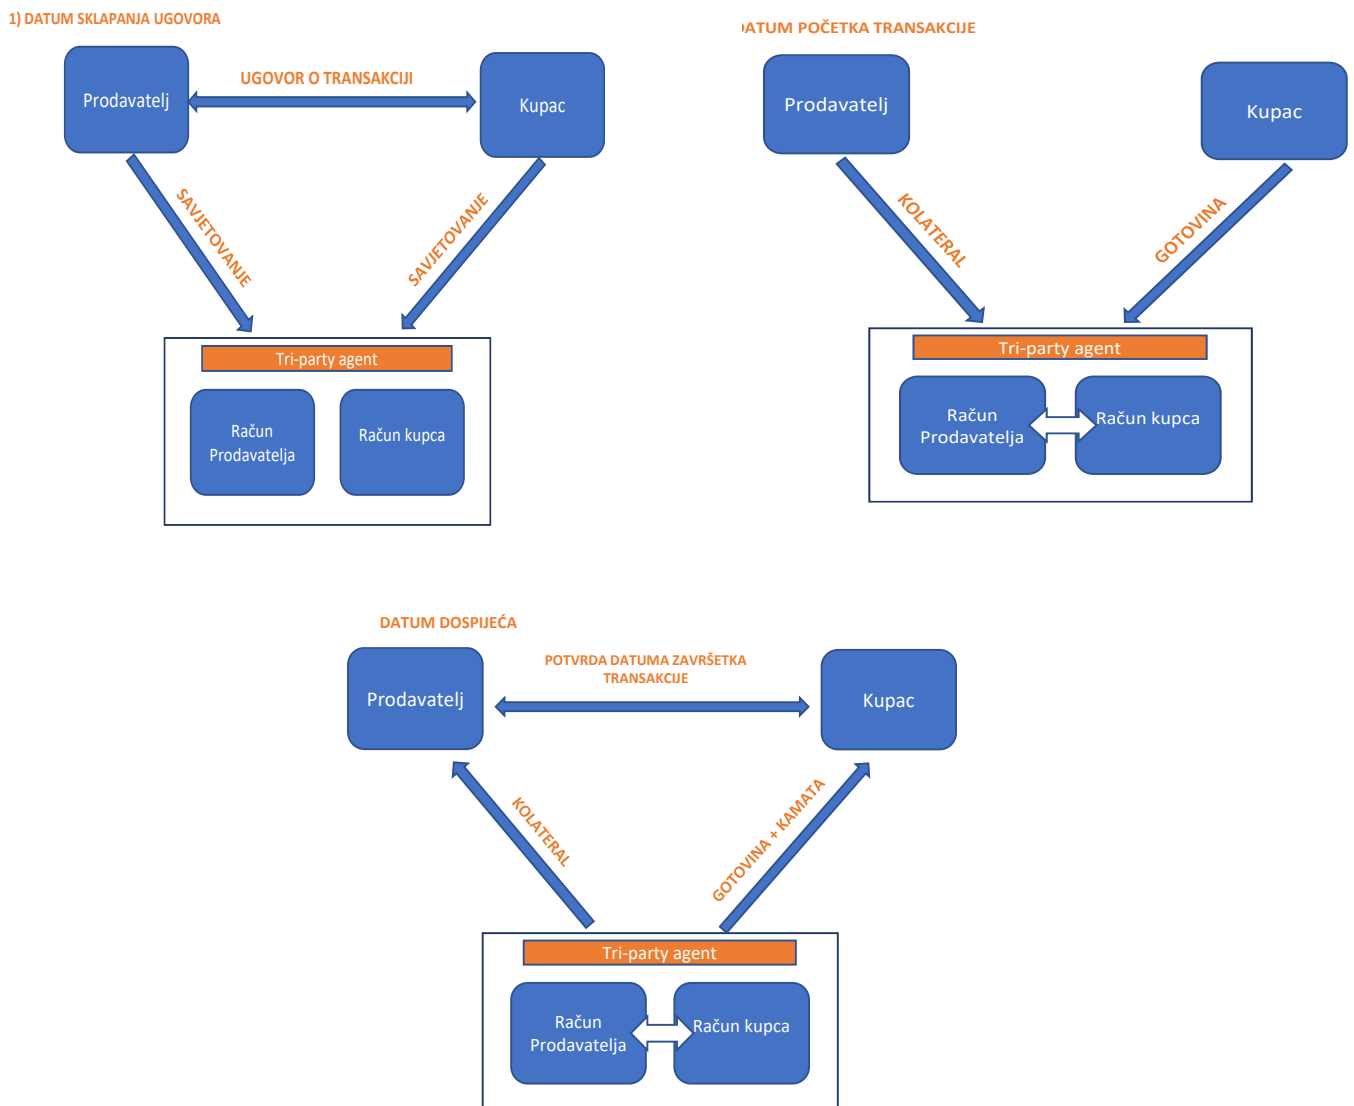 1) DATUM SKLAPANJA UGOVORA
Prodavatelj
UGOVOR O TRANSAKCIJI
Kupac
SAVJETOVANJE
SAVJETOVANJE
Tri-party agent
Račun
Prodavatelja
Račun kupca
DATUM POČETKA TRANSAKCIJE
Prodavatelj
Kupac
KOLATERAL
GOTOVINA
Tri-party agent
Račun
Prodavatelja
Račun kupca
DATUM DOSPIJEĆA
Prodavatelj
POTVRDA DATUMA ZAVRŠETKA
TRANSAKCIJE
Kupac
KOLATERAL
GOTOVINA + KAMATA
Tri-party agent
Račun
Prodavatelja
Račun kupca